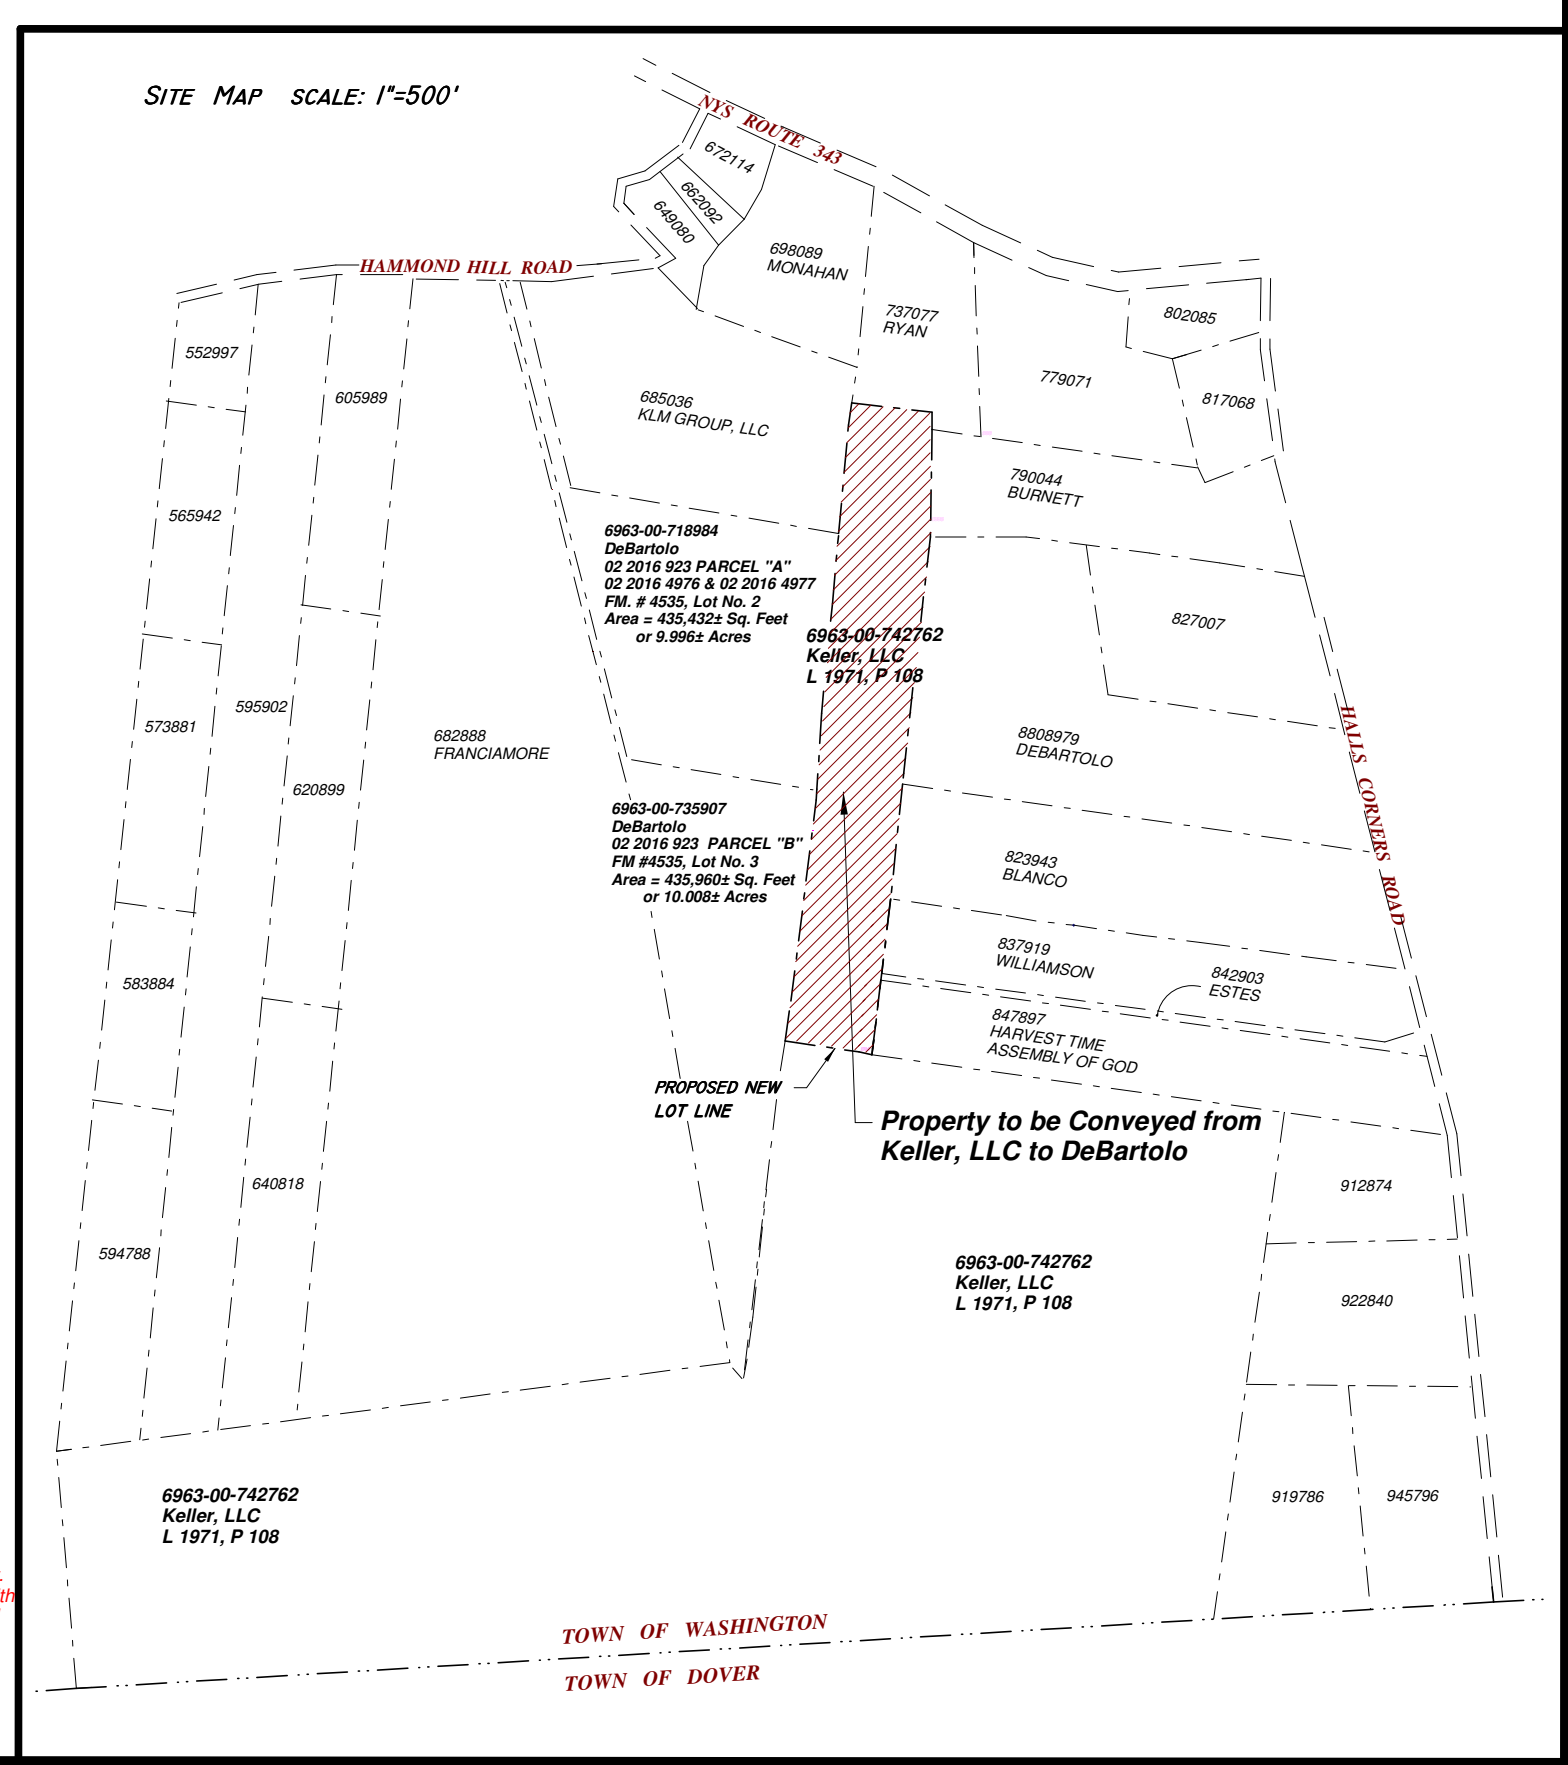 SITE MAP SCALE: 1"=500'
NYS ROUTE 343
672114
662092
649080
698089
MONAHAN
HAMMOND HILL ROAD
737077
RYAN
802085
552997
605989
779071
817068
685036
KLM GROUP, LLC
790044
BURNETT
565942
6963-00-718984
DeBartolo
02 2016 923 PARCEL "A"
02 2016 4976 & 02 2016 4977
FM. # 4535, Lot No. 2
Area = 435,432± Sq. Feet
or 9.996± Acres
6963-00-742762
Keller, LLC
L 1971, P 108
827007
595902
573881
682888
FRANCIAMORE
8808979
DEBARTOLO
HALLS CORNERS ROAD
620899
6963-00-735907
DeBartolo
02 2016 923 PARCEL "B"
FM #4535, Lot No. 3
Area = 435,960± Sq. Feet
or 10.008± Acres
823943
BLANCO
583884
837919
WILLIAMSON
842903
ESTES
847897
HARVEST TIME
ASSEMBLY OF GOD
PROPOSED NEW
LOT LINE
Property to be Conveyed from
Keller, LLC to DeBartolo
640818
912874
594788
6963-00-742762
Keller, LLC
L 1971, P 108
922840
6963-00-742762
Keller, LLC
L 1971, P 108
919786
945796
th
TOWN OF WASHINGTON
TOWN OF DOVER